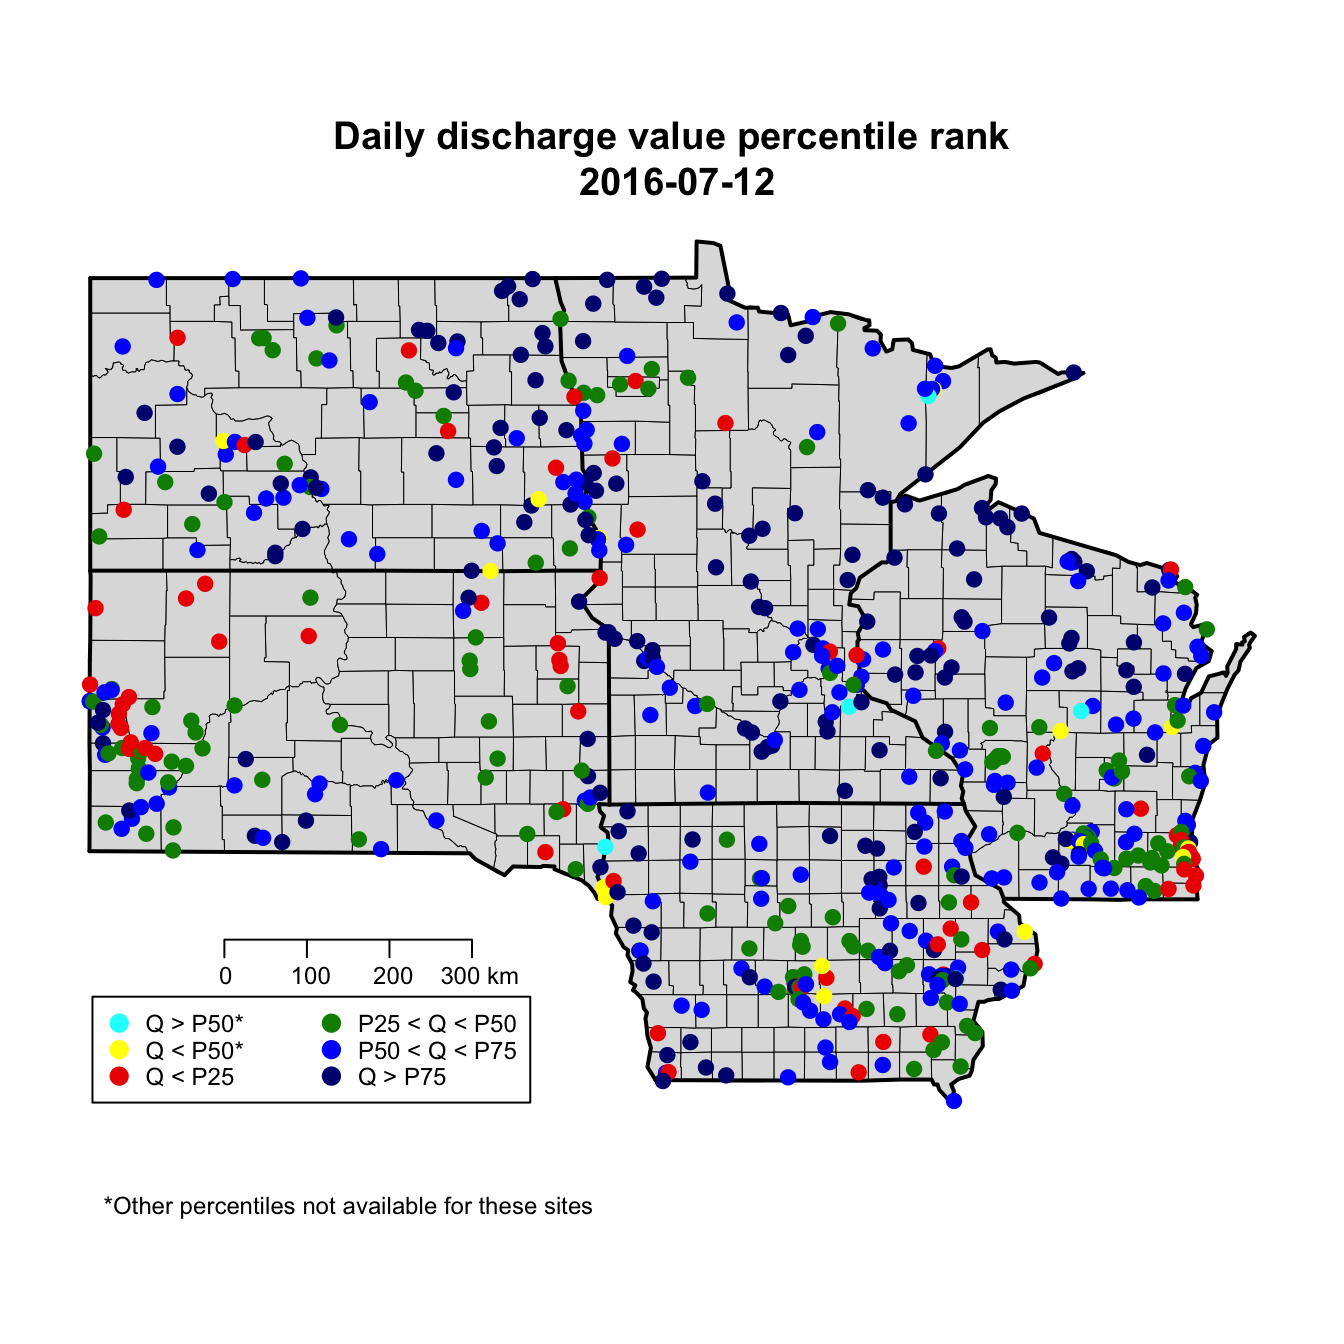 Daily discharge value percentile rank
2016-07-12
0 100 200 300 km
Q > P50* P25 < Q < P50
Q < P50* P50 < Q < P75
Q < P25 Q > P75
*Other percentiles not available for these sites